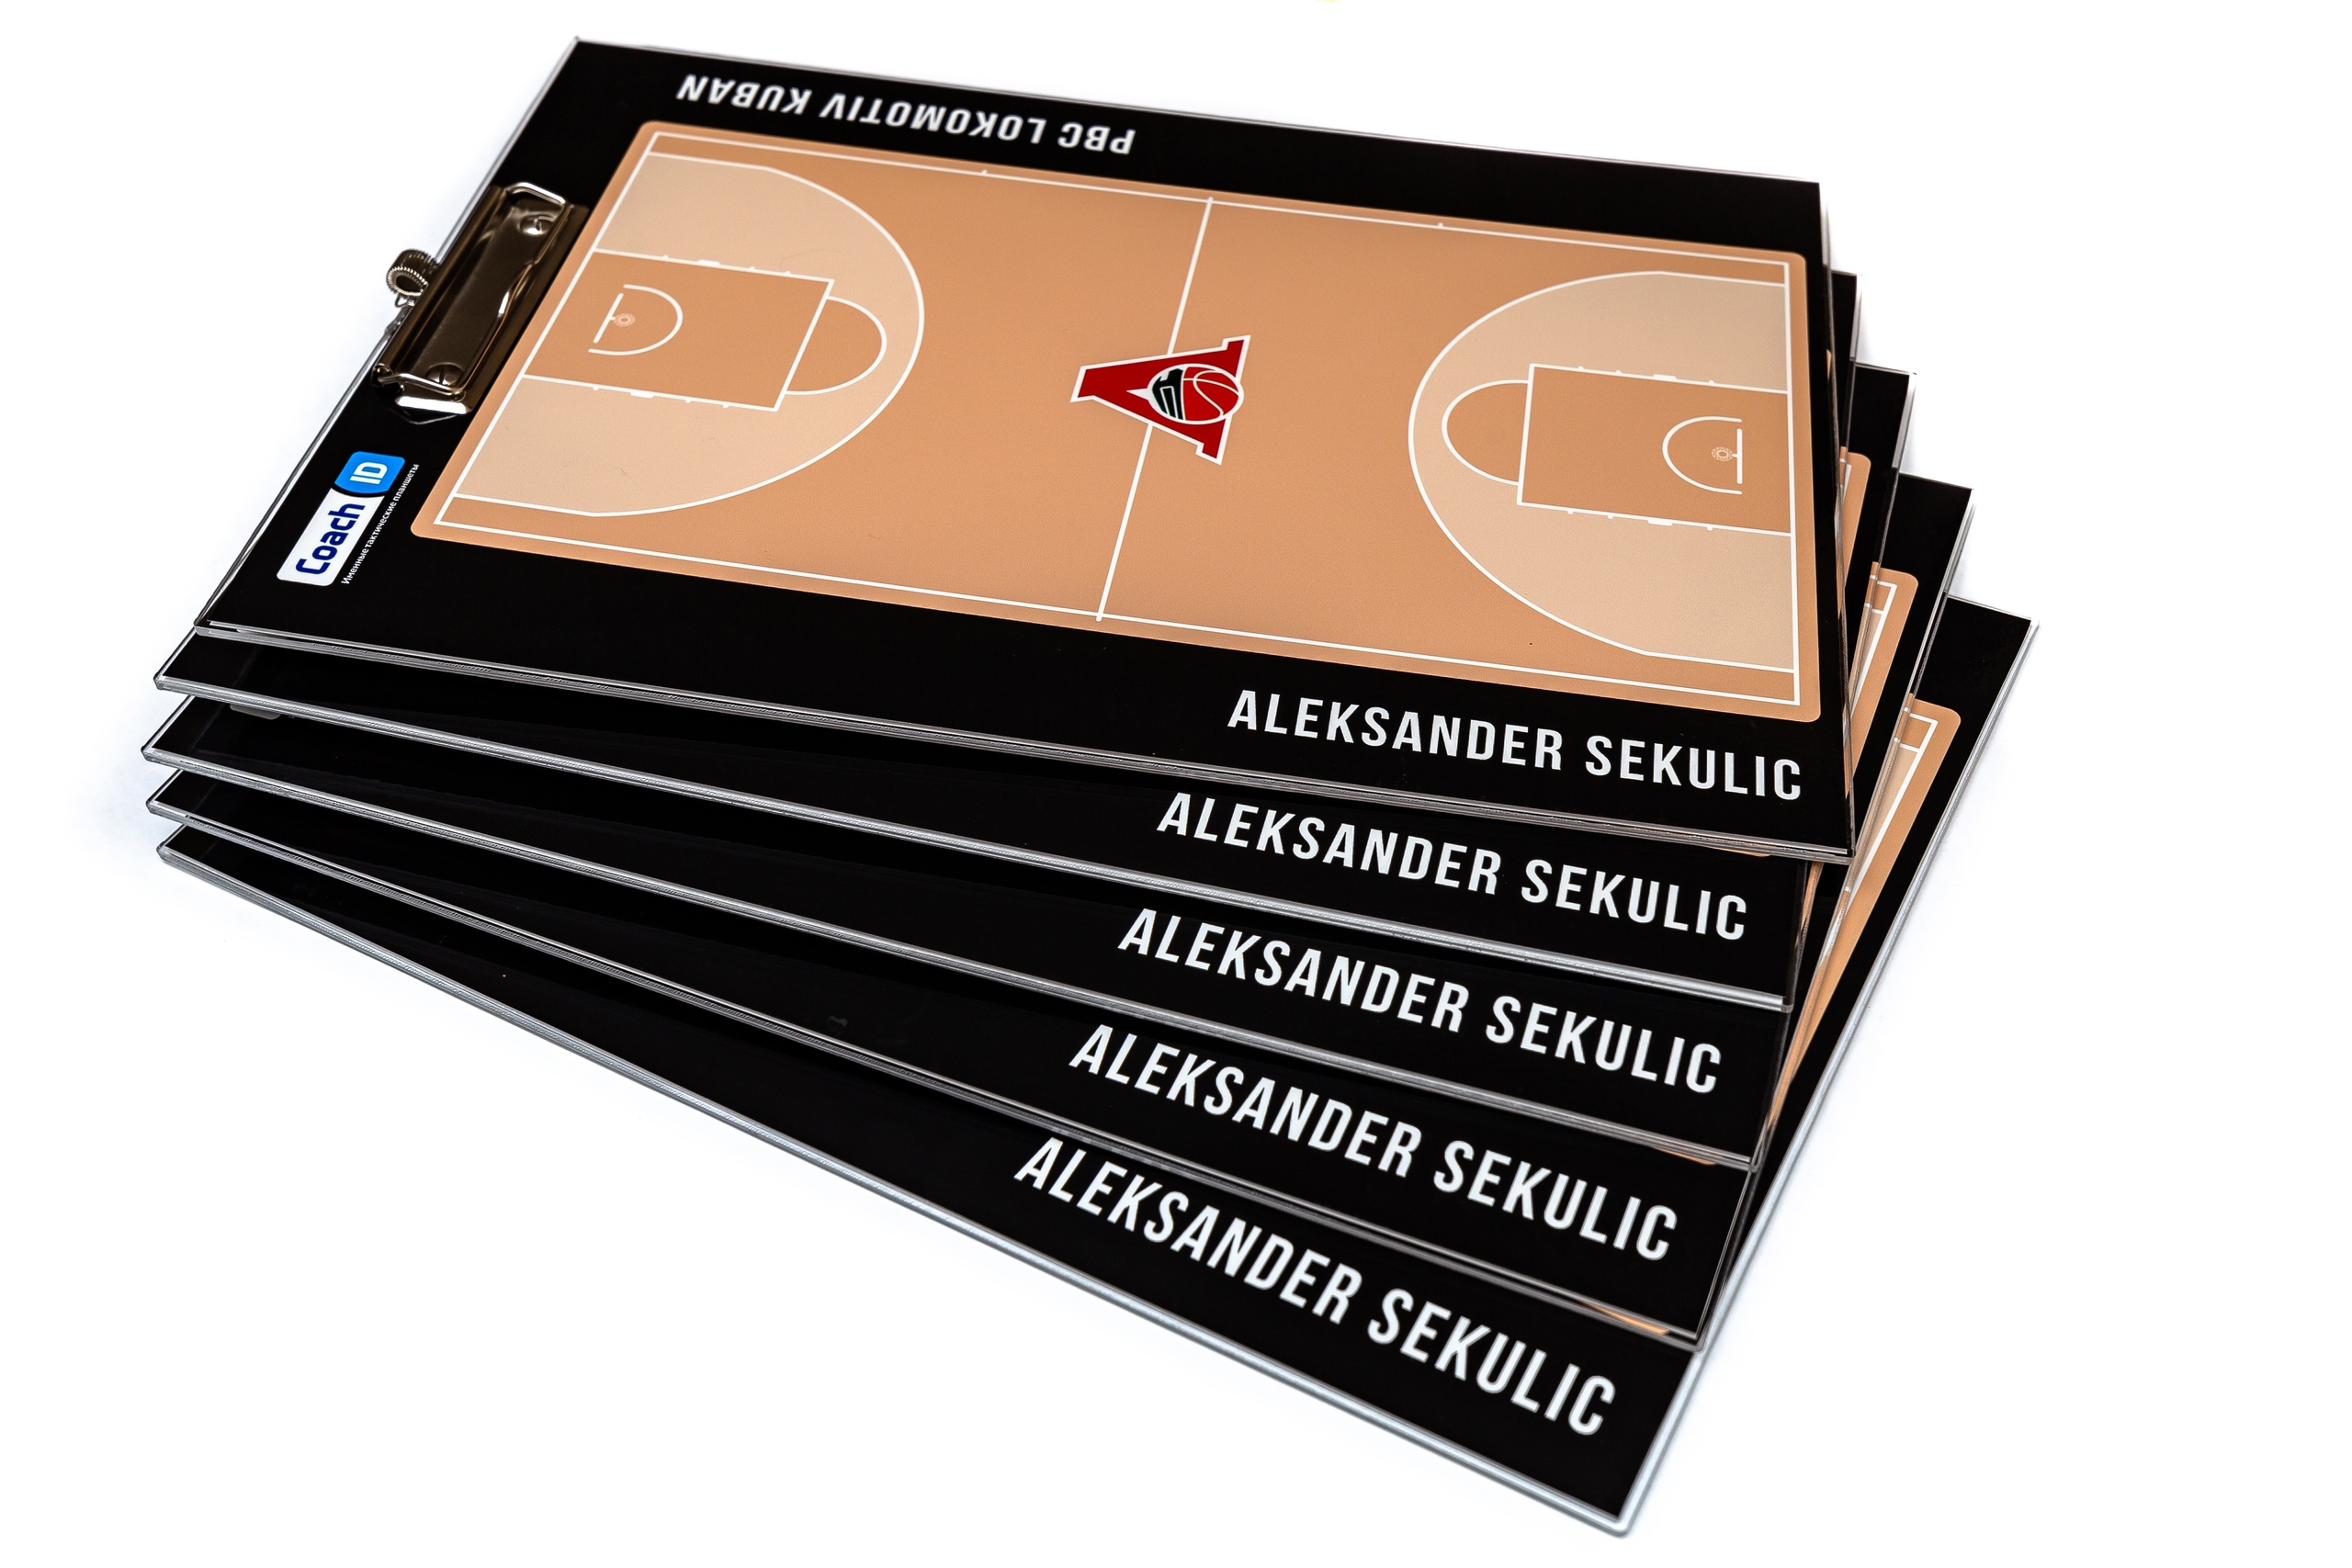 PBC LOKOMOTIV KUBAN
Coach ID
Именные тактические планшеты
ALEKSANDER SEKULIC
ALEKSANDER SEKULIC
ALEKSANDER SEKULIC
ALEKSANDER SEKULIC
ALEKSANDER SEKULIC